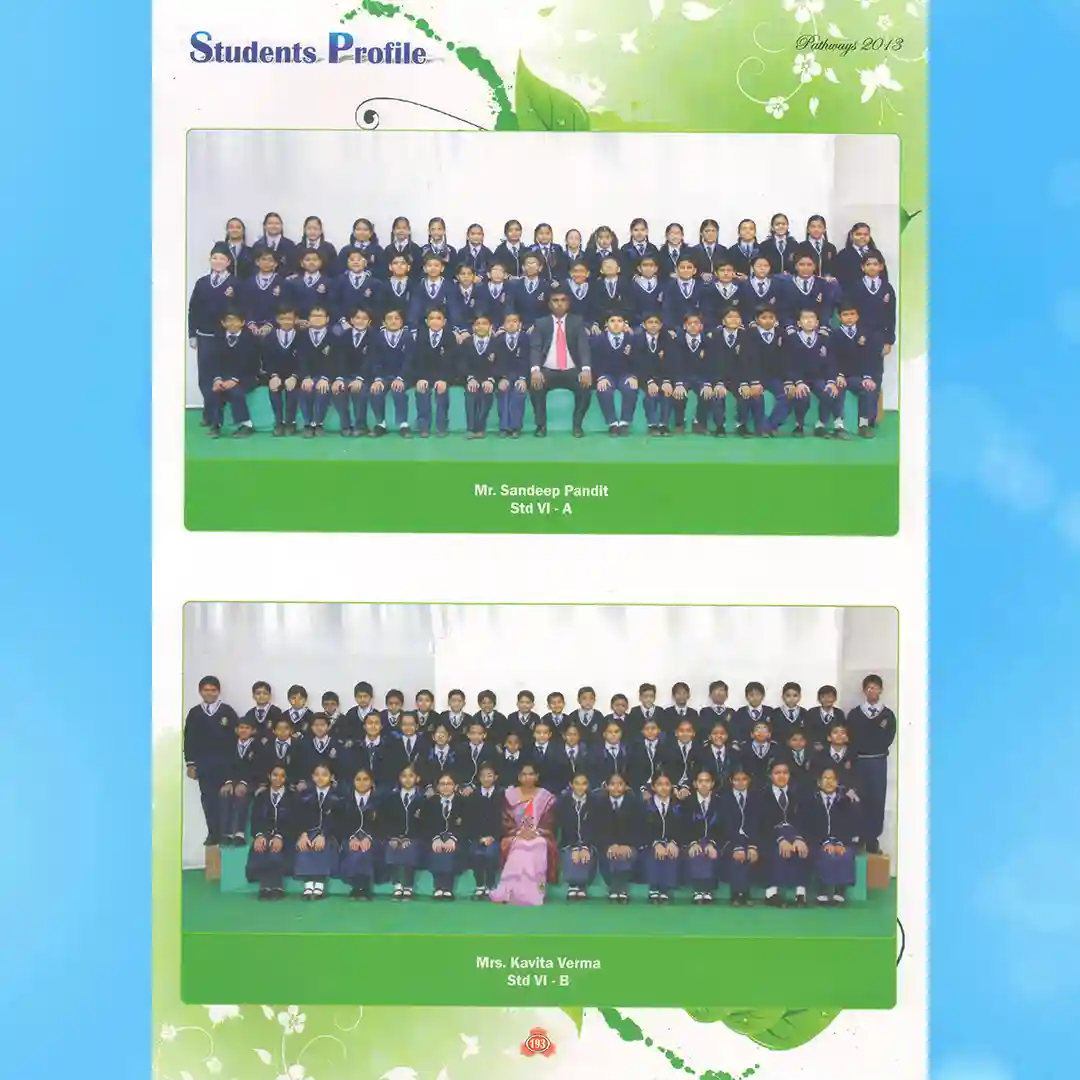 Students Profile
Pathways 2013
Mr. Sandeep Pandit
Std VI - A
Mrs. Kavita Verma
Std VI - B
193